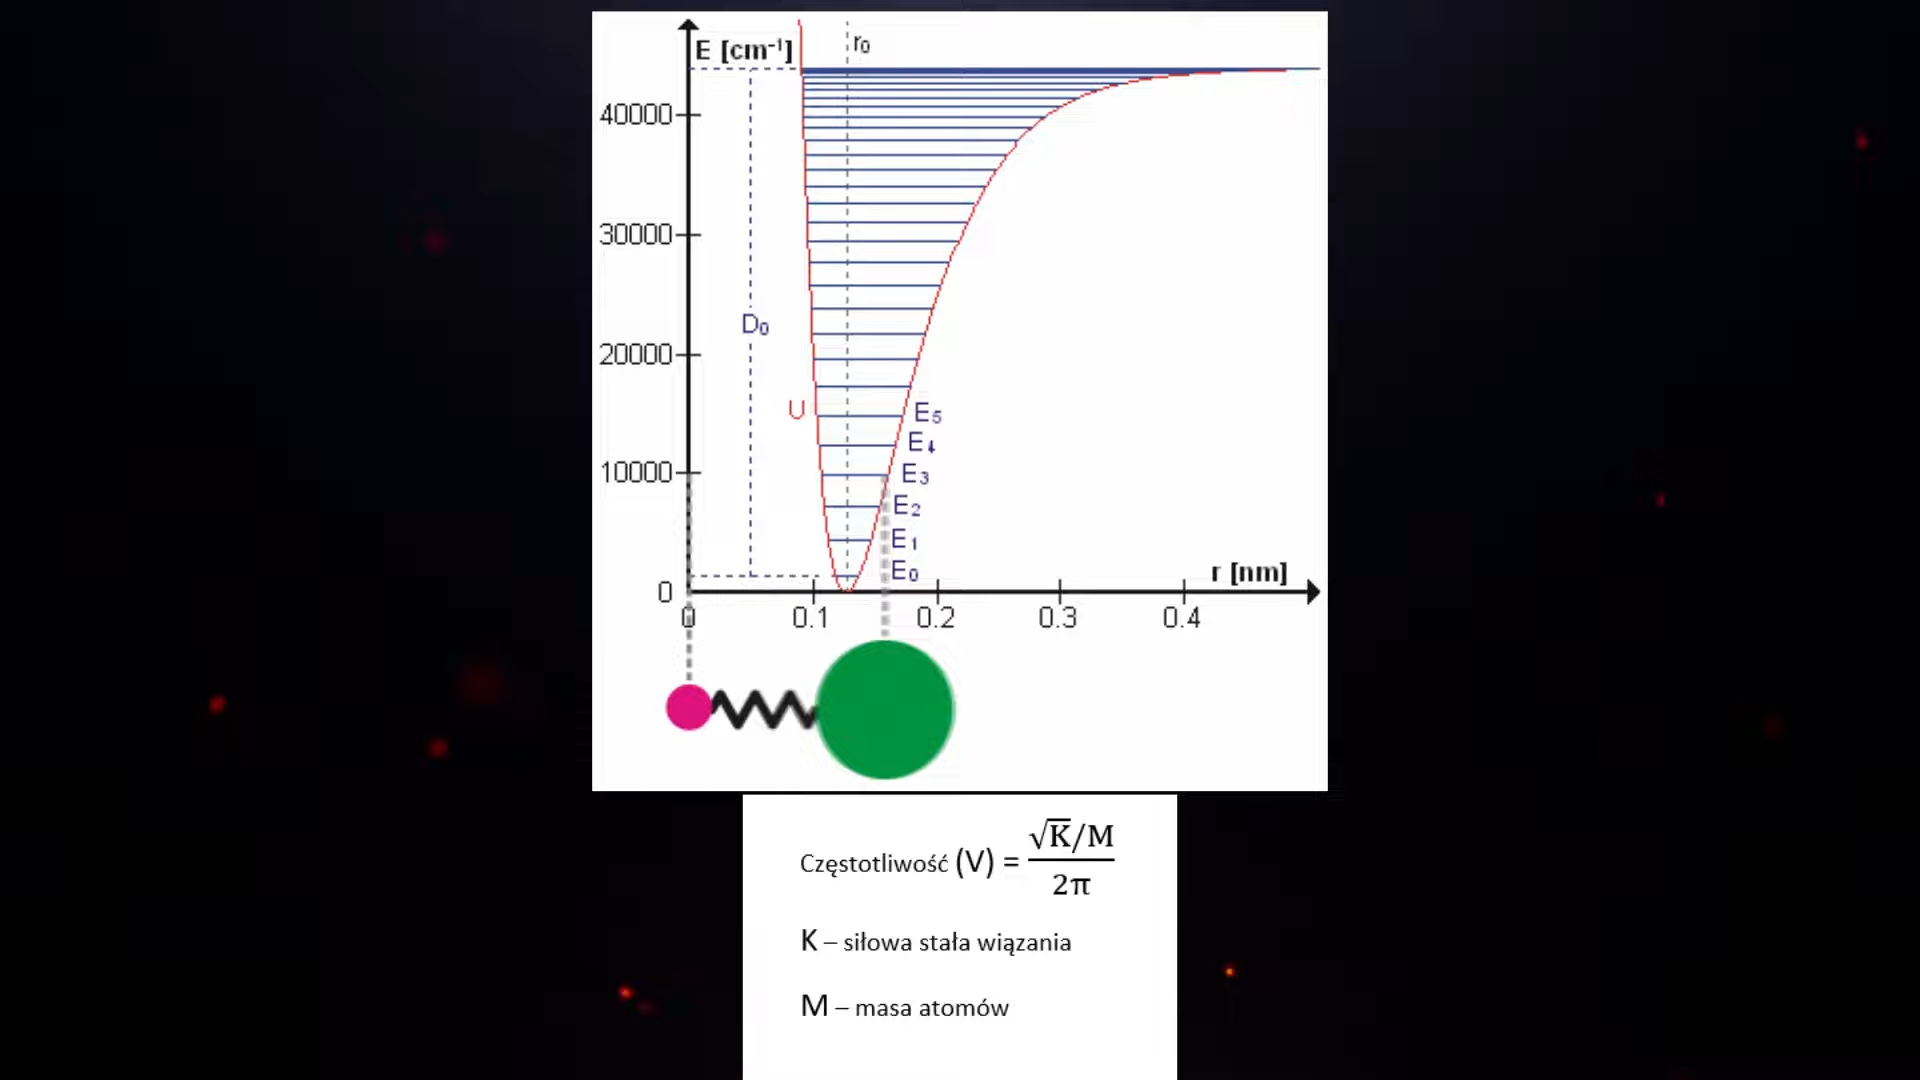 E [cm⁻¹]
r₀
40000
30000
D₀
20000
U
E₅
E₄
10000
E₃
E₂
E₁
E₀
r [nm]
0
0 0.1 0.2 0.3 0.4
Częstotliwość (V) = √K/M / 2π
K – siłowa stała wiązania
M – masa atomów